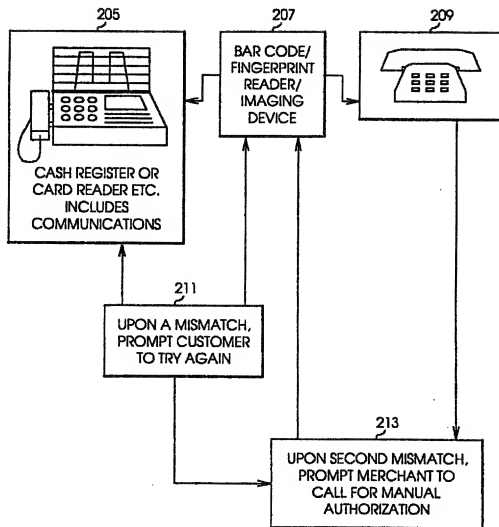 205
207
209
BAR CODE/
FINGERPRINT
READER/
IMAGING
DEVICE
CASH REGISTER OR
CARD READER ETC.
INCLUDES
COMMUNICATIONS
211
UPON A MISMATCH,
PROMPT CUSTOMER
TO TRY AGAIN
213
UPON SECOND MISMATCH,
PROMPT MERCHANT TO
CALL FOR MANUAL
AUTHORIZATION